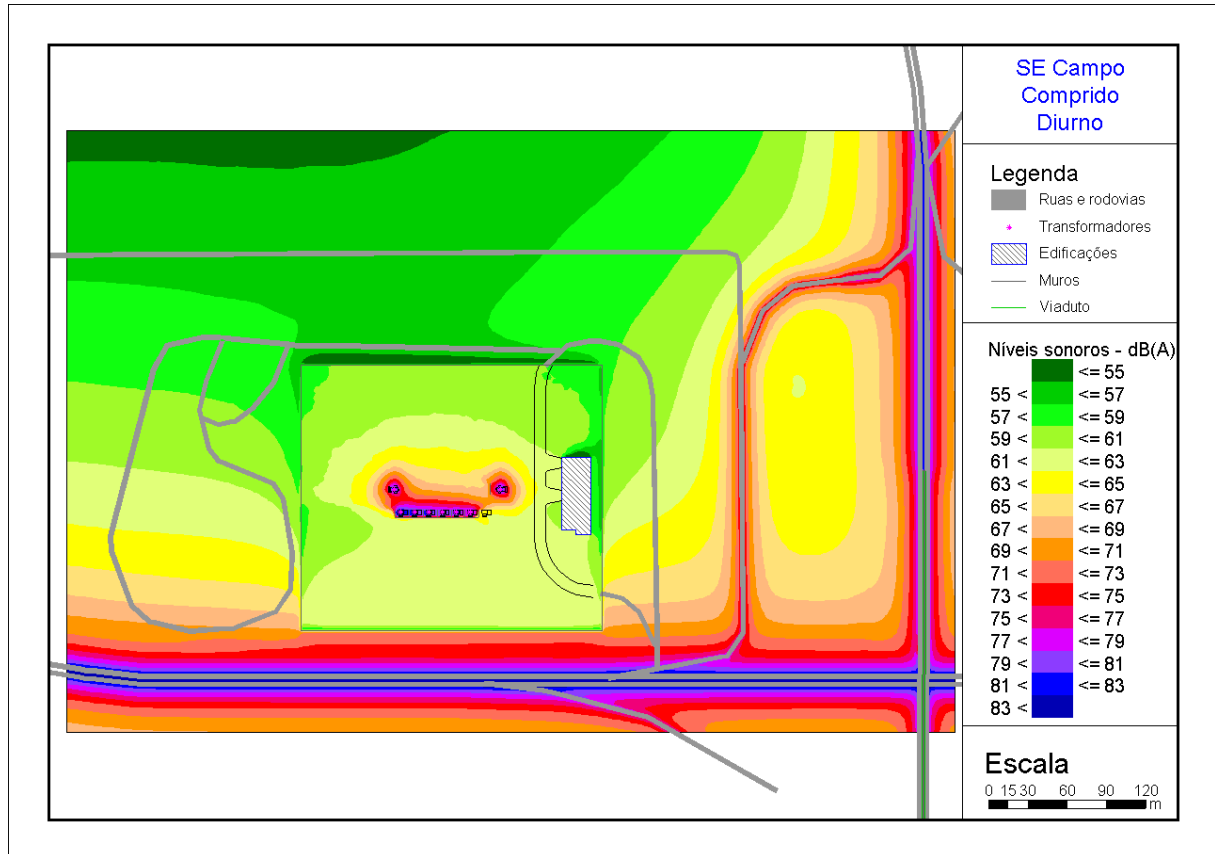 SE Campo
Comprido
Diurno
Legenda
Ruas e rodovias
Transformadores
Edificações
Muros
Viaduto
Níveis sonoros - dB(A)
<= 55
55 < <= 57
57 < <= 59
59 < <= 61
61 < <= 63
63 < <= 65
65 < <= 67
67 < <= 69
69 < <= 71
71 < <= 73
73 < <= 75
75 < <= 77
77 < <= 79
79 < <= 81
81 < <= 83
83 <
Escala
0 15 30 60 90 120
m